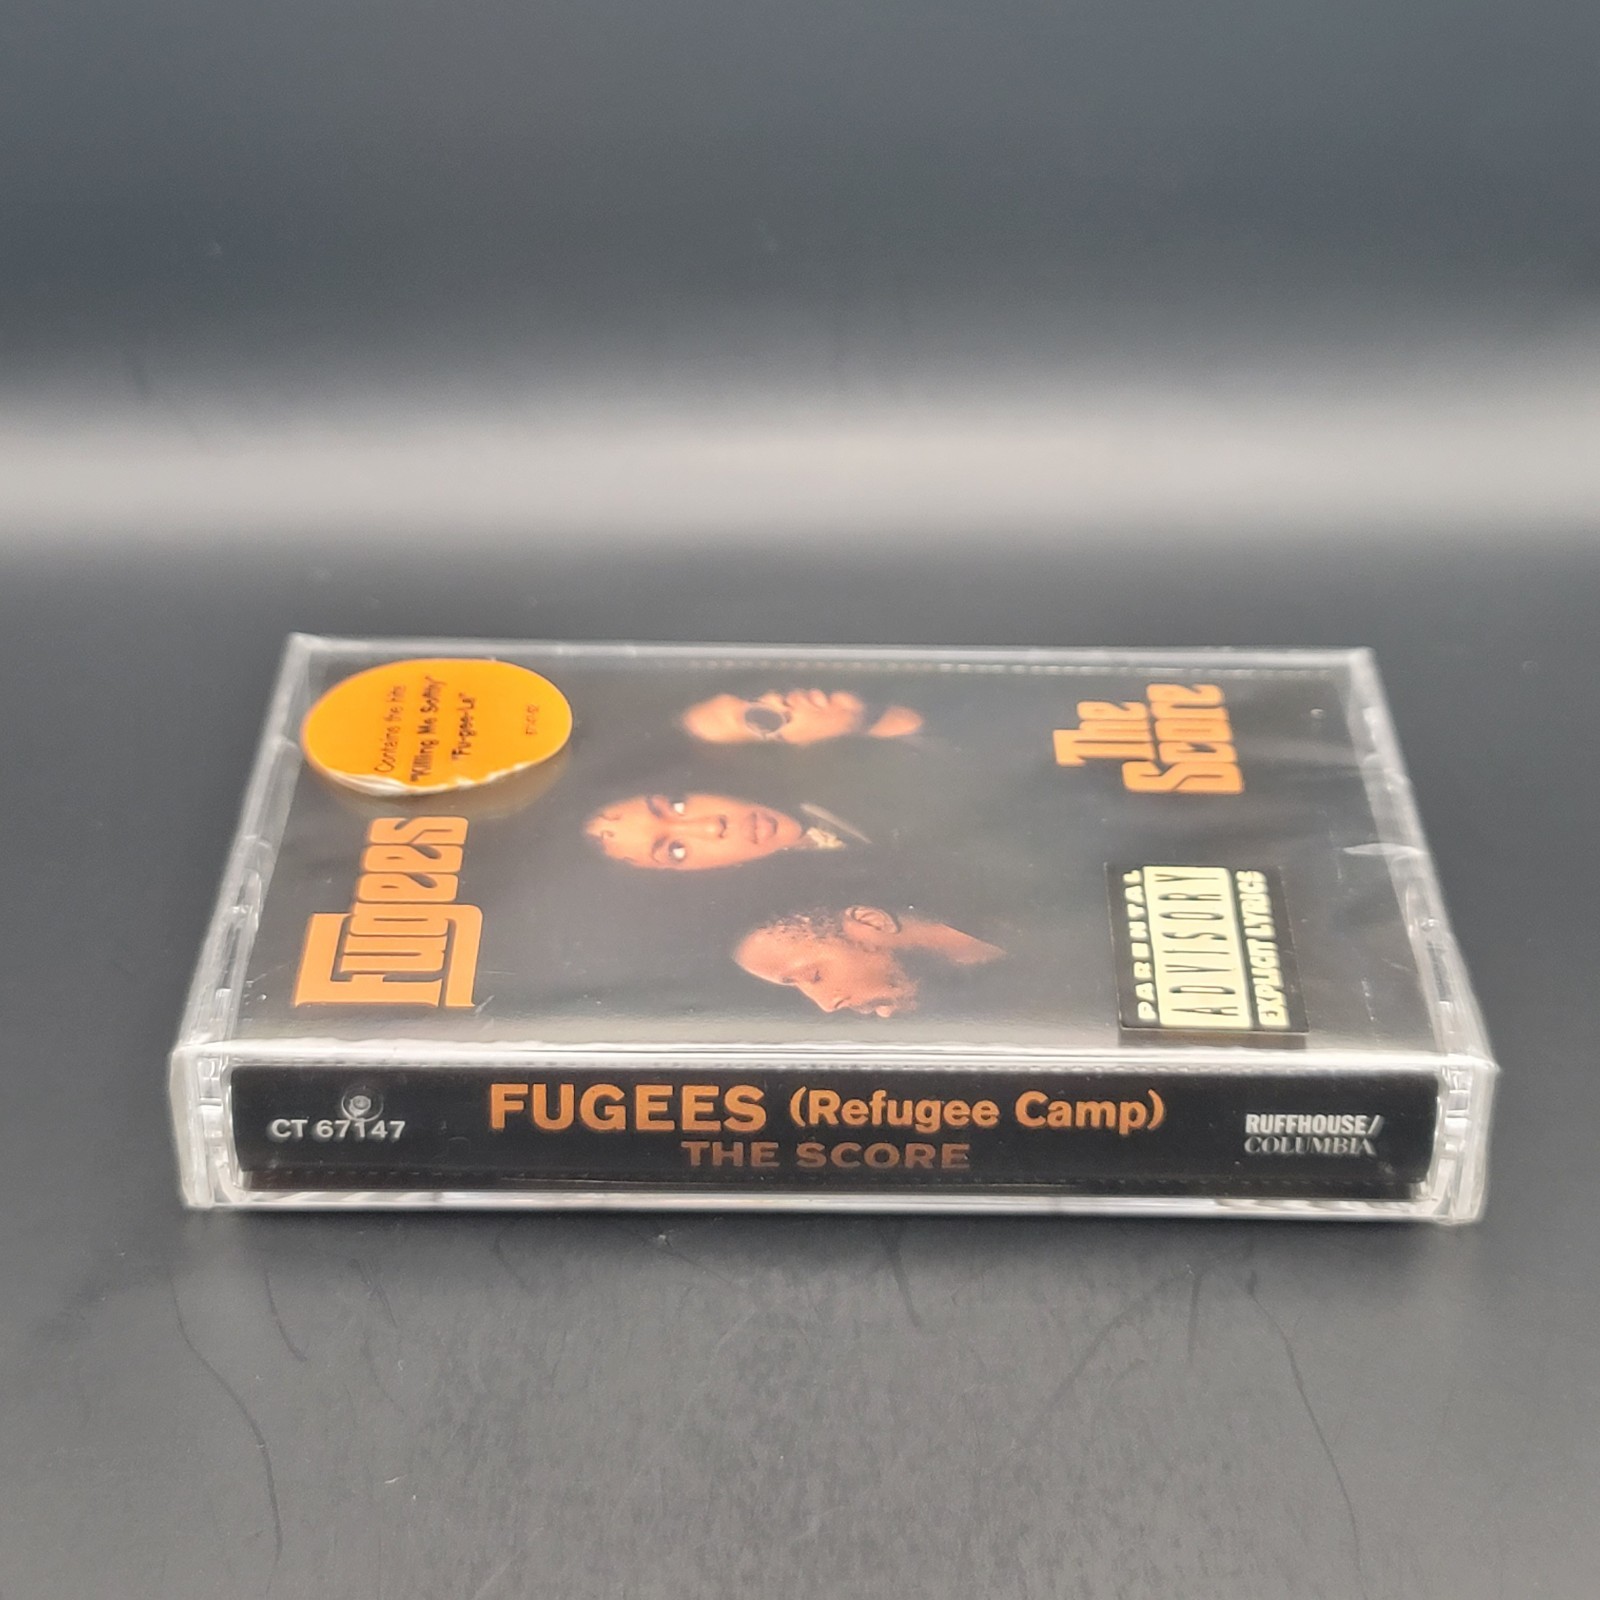 Contains the hits
"Killing Me Softly"
"Fu-gee-La"
Fugees
The
Score
PARENTAL
ADVISORY
EXPLICIT LYRICS
CT 67147
FUGEES (Refugee Camp)
THE SCORE
RUFFHOUSE/
COLUMBIA